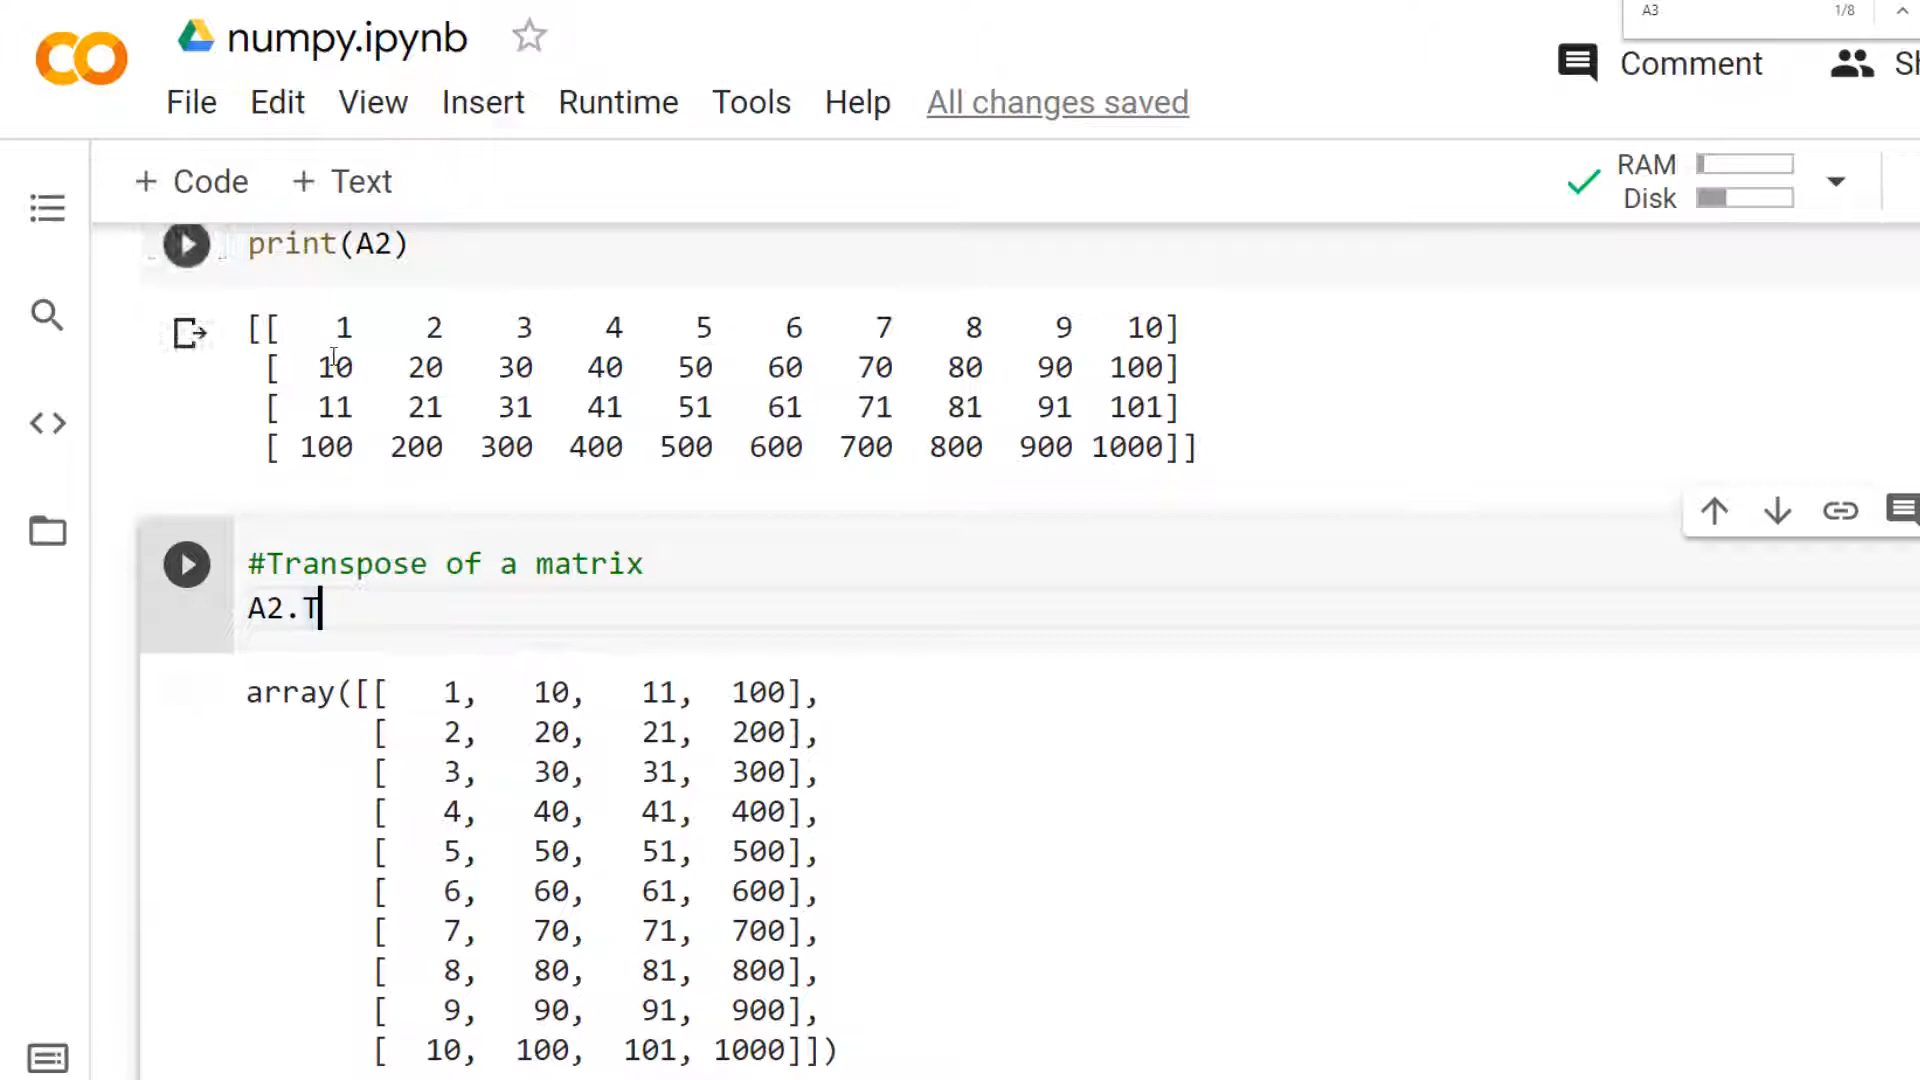 A3 1/8
numpy.ipynb
Comment Sh
File Edit View Insert Runtime Tools Help All changes saved
+ Code + Text
RAM
Disk
print(A2)
[[ 1 2 3 4 5 6 7 8 9 10]
[ 10 20 30 40 50 60 70 80 90 100]
[ 11 21 31 41 51 61 71 81 91 101]
[ 100 200 300 400 500 600 700 800 900 1000]]
#Transpose of a matrix
A2.T
array([[ 1, 10, 11, 100],
[ 2, 20, 21, 200],
[ 3, 30, 31, 300],
[ 4, 40, 41, 400],
[ 5, 50, 51, 500],
[ 6, 60, 61, 600],
[ 7, 70, 71, 700],
[ 8, 80, 81, 800],
[ 9, 90, 91, 900],
[ 10, 100, 101, 1000]])